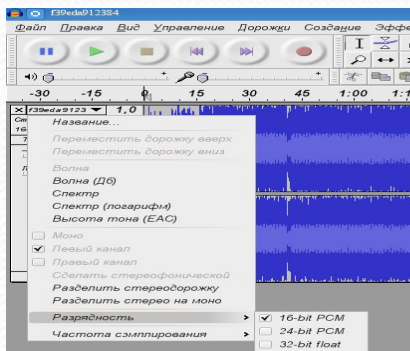 f39eda912384
Файл Правка Вид Управление Дорожки Создание Эффе
-30 -15 0 15 30 45 1:00 1:1
f39eda9123 1,0
Название...
Переместить дорожку вверх
Переместить дорожку вниз
Волна
Волна (Дб)
Спектр
Спектр (логарифм)
Высота тона (EAC)
Моно
Левый канал
Правый канал
Сделать стереофонической
Разделить стереодорожку
Разделить стерео на моно
Разрядность
16-bit PCM
24-bit PCM
Частота сэмплирования
32-bit float